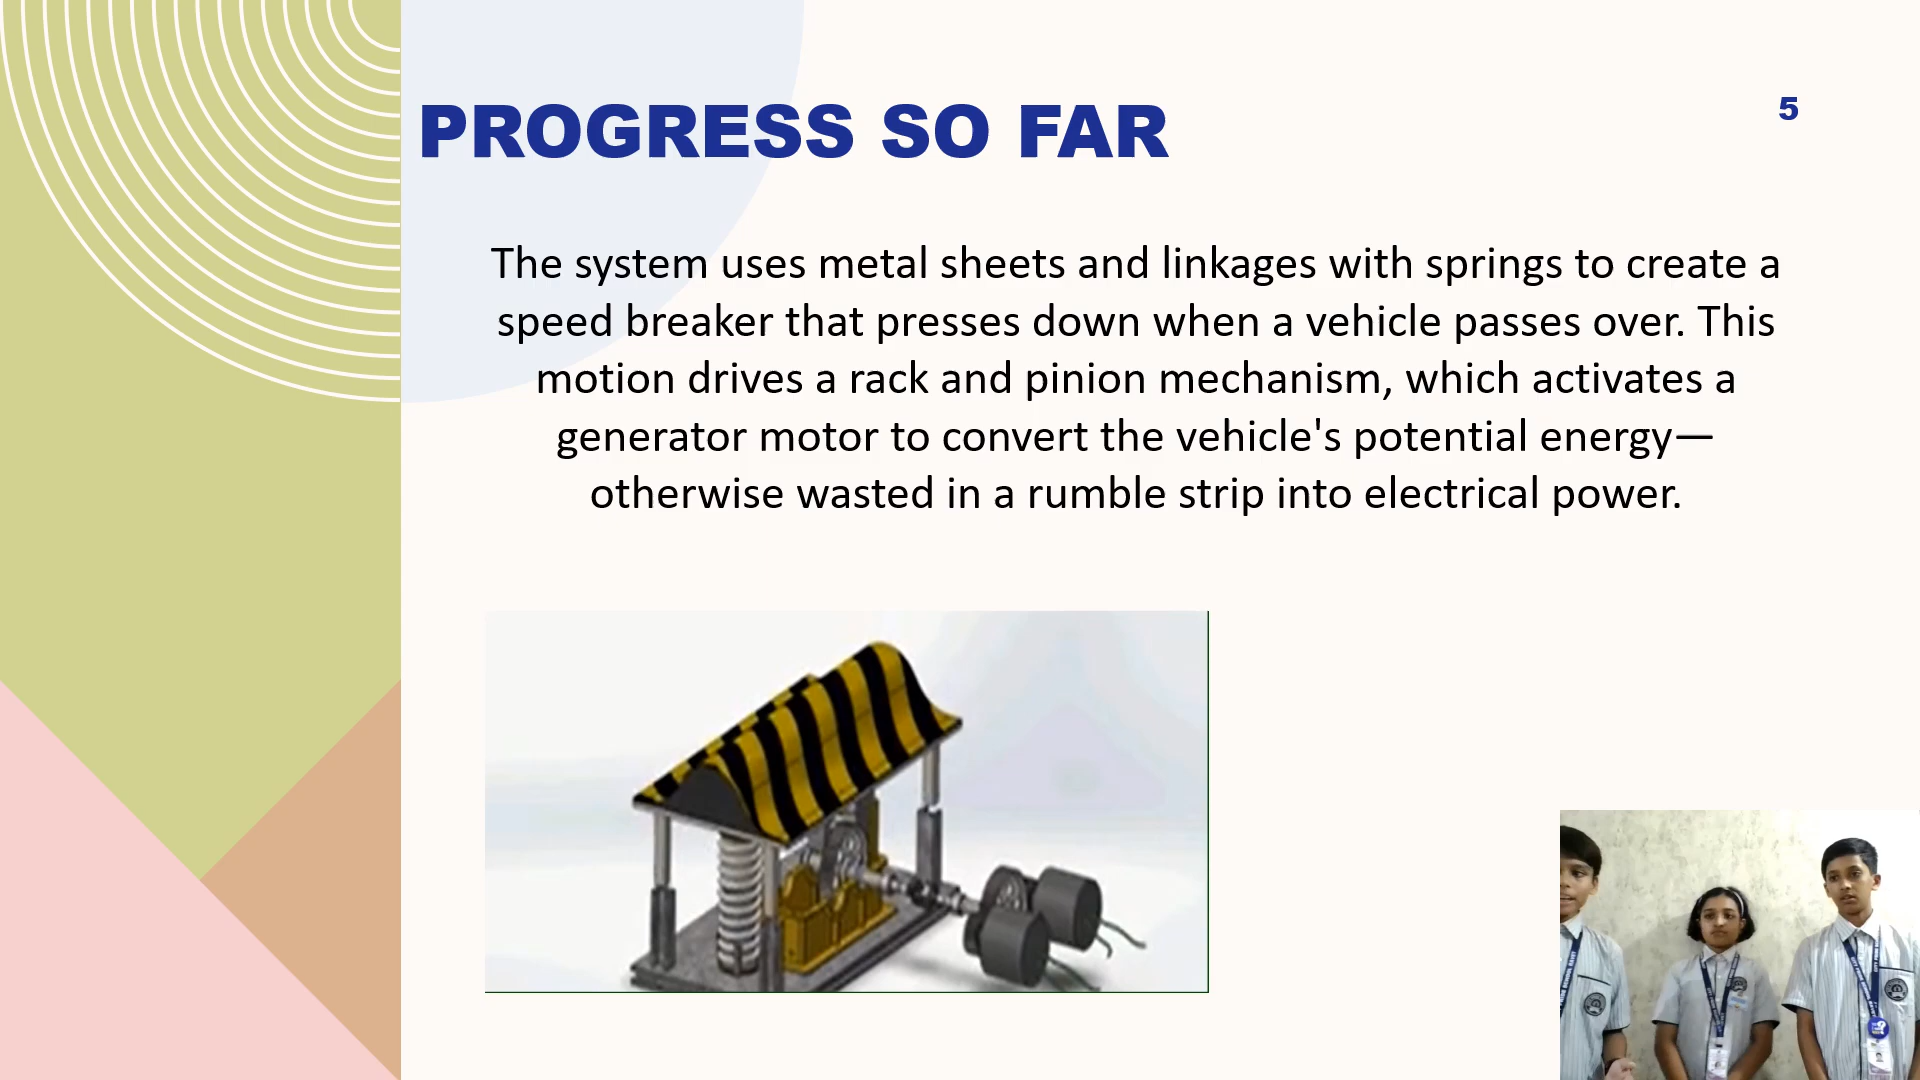 PROGRESS SO FAR
5
The system uses metal sheets and linkages with springs to create a
speed breaker that presses down when a vehicle passes over. This
motion drives a rack and pinion mechanism, which activates a
generator motor to convert the vehicle's potential energy—
otherwise wasted in a rumble strip into electrical power.